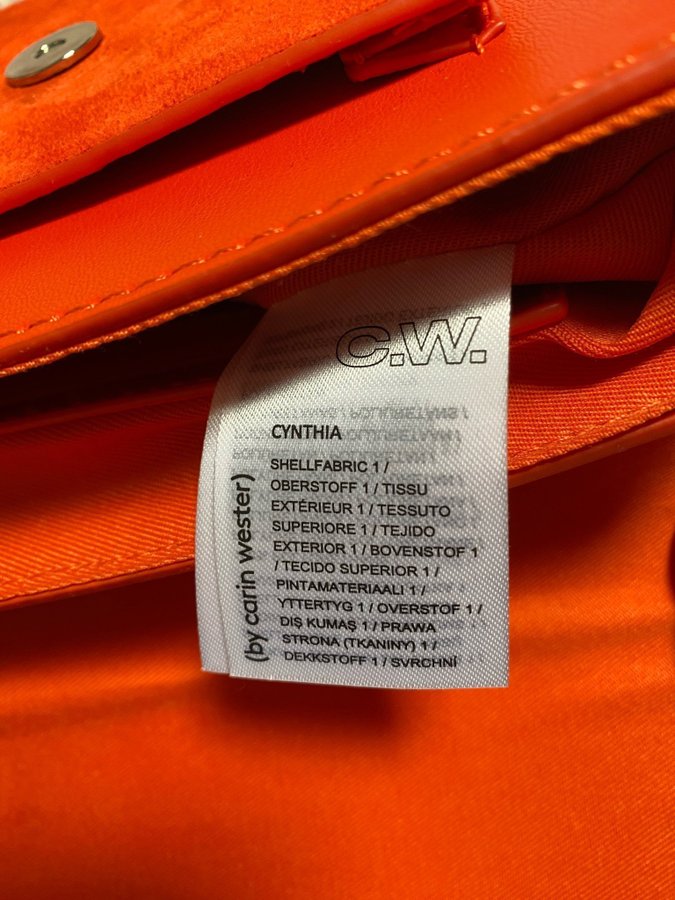 C.W.
CYNTHIA
SHELLFABRIC 1 /
OBERSTOFF 1 / TISSU
EXTÉRIEUR 1 / TESSUTO
SUPERIORE 1 / TEJIDO
EXTERIOR 1 / BOVENSTOF 1
/ TECIDO SUPERIOR 1 /
PINTAMATERIAALI 1 /
YTTERTYG 1 / OVERSTOF 1 /
DIŞ KUMAŞ 1 / PRAWA
STRONA (TKANINY) 1 /
DEKKSTOFF 1 / SVRCHNÍ
(by carin wester)